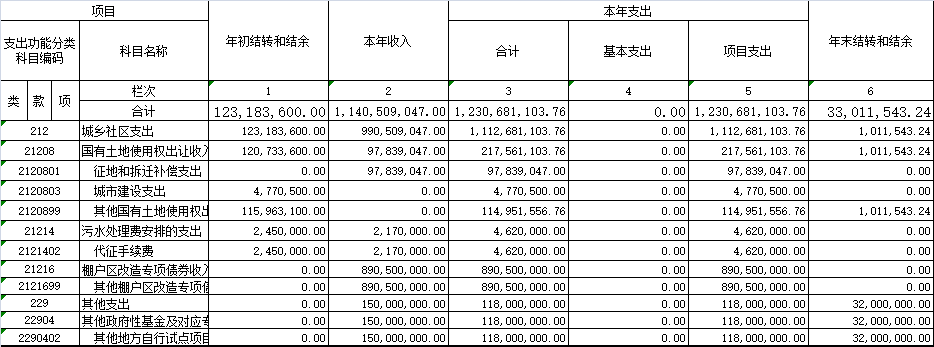 项目 年初结转和结余 本年收入 本年支出 年末结转和结余
支出功能分类科目编码 科目名称 合计 基本支出 项目支出
类 款 项 栏次 1 2 3 4 5 6
合计 123,183,600.00 1,140,509,047.00 1,230,681,103.76 0.00 1,230,681,103.76 33,011,543.24
212 城乡社区支出 123,183,600.00 990,509,047.00 1,112,681,103.76 0.00 1,112,681,103.76 1,011,543.24
21208 国有土地使用权出让收入 120,733,600.00 97,839,047.00 217,561,103.76 0.00 217,561,103.76 1,011,543.24
2120801 征地和拆迁补偿支出 0.00 97,839,047.00 97,839,047.00 0.00 97,839,047.00 0.00
2120803 城市建设支出 4,770,500.00 0.00 4,770,500.00 0.00 4,770,500.00 0.00
2120899 其他国有土地使用权出 115,963,100.00 0.00 114,951,556.76 0.00 114,951,556.76 1,011,543.24
21214 污水处理费安排的支出 2,450,000.00 2,170,000.00 4,620,000.00 0.00 4,620,000.00 0.00
2121402 代征手续费 2,450,000.00 2,170,000.00 4,620,000.00 0.00 4,620,000.00 0.00
21216 棚户区改造专项债券收入 0.00 890,500,000.00 890,500,000.00 0.00 890,500,000.00 0.00
2121699 其他棚户区改造专项债 0.00 890,500,000.00 890,500,000.00 0.00 890,500,000.00 0.00
229 其他支出 0.00 150,000,000.00 118,000,000.00 0.00 118,000,000.00 32,000,000.00
22904 其他政府性基金及对应专 0.00 150,000,000.00 118,000,000.00 0.00 118,000,000.00 32,000,000.00
2290402 其他地方自行试点项目 0.00 150,000,000.00 118,000,000.00 0.00 118,000,000.00 32,000,000.00